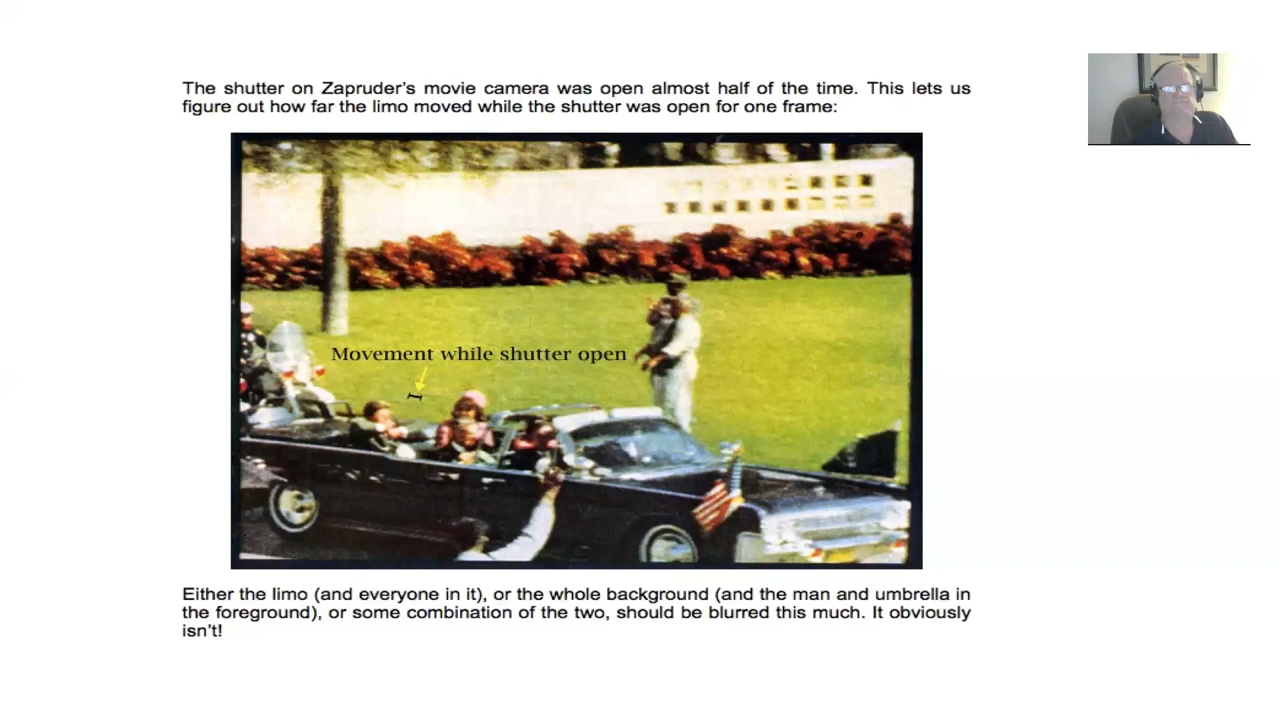 The shutter on Zapruder's movie camera was open almost half of the time. This lets us
figure out how far the limo moved while the shutter was open for one frame:
Movement while shutter open
Either the limo (and everyone in it), or the whole background (and the man and umbrella in
the foreground), or some combination of the two, should be blurred this much. It obviously
isn't!